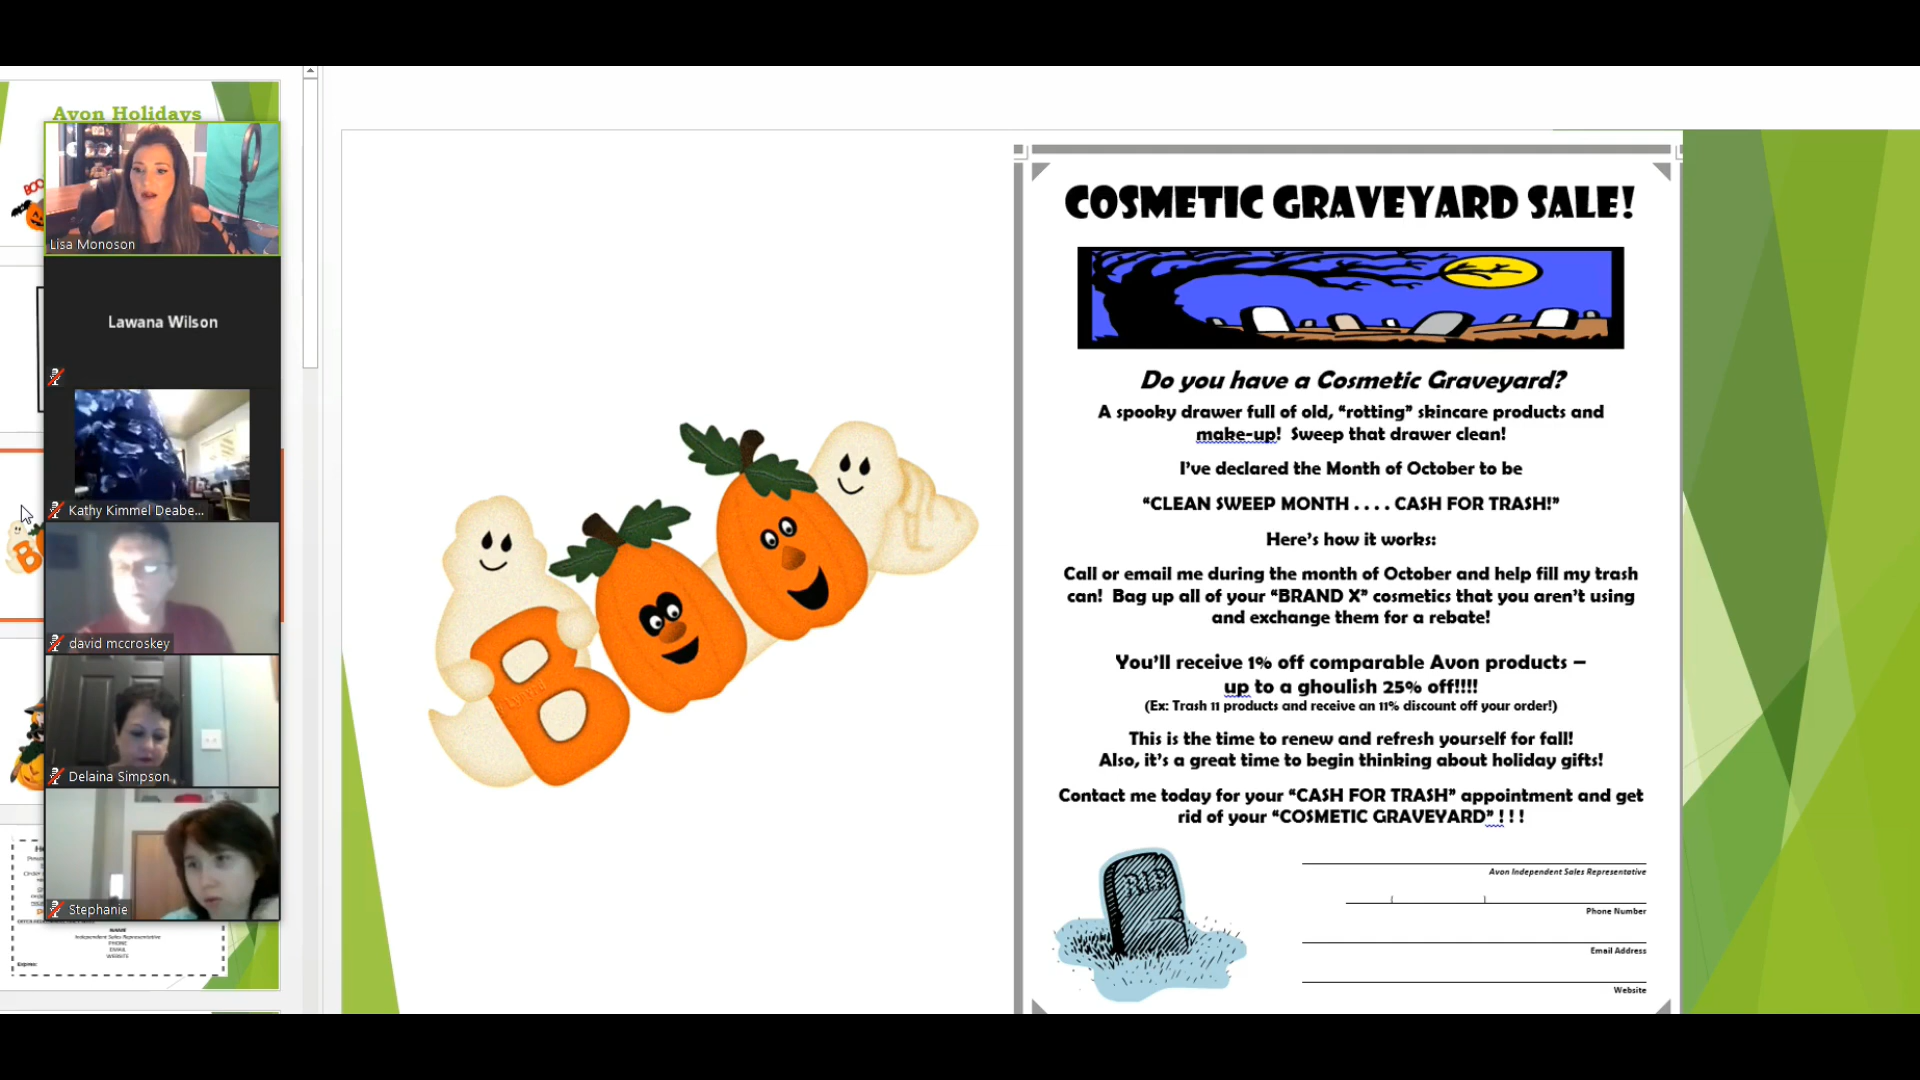 Avon Holidays
BOO
Lisa Monoson
Lawana Wilson
Kathy Kimmel Deabe...
david mccroskey
Delaina Simpson
Stephanie
NAME
Independent Sales Representative
PHONE
EMAIL
WEBSITE
Expires:
B
COSMETIC GRAVEYARD SALE!
Do you have a Cosmetic Graveyard?
A spooky drawer full of old, “rotting” skincare products and
make-up! Sweep that drawer clean!
I’ve declared the Month of October to be
“CLEAN SWEEP MONTH . . . . CASH FOR TRASH!”
Here’s how it works:
Call or email me during the month of October and help fill my trash
can! Bag up all of your “BRAND X” cosmetics that you aren’t using
and exchange them for a rebate!
You’ll receive 1% off comparable Avon products –
up to a ghoulish 25% off!!!!
(Ex: Trash 11 products and receive an 11% discount off your order!)
This is the time to renew and refresh yourself for fall!
Also, it’s a great time to begin thinking about holiday gifts!
Contact me today for your “CASH FOR TRASH” appointment and get
rid of your “COSMETIC GRAVEYARD” ! ! !
RIP
Avon Independent Sales Representative
Phone Number
Email Address
Website